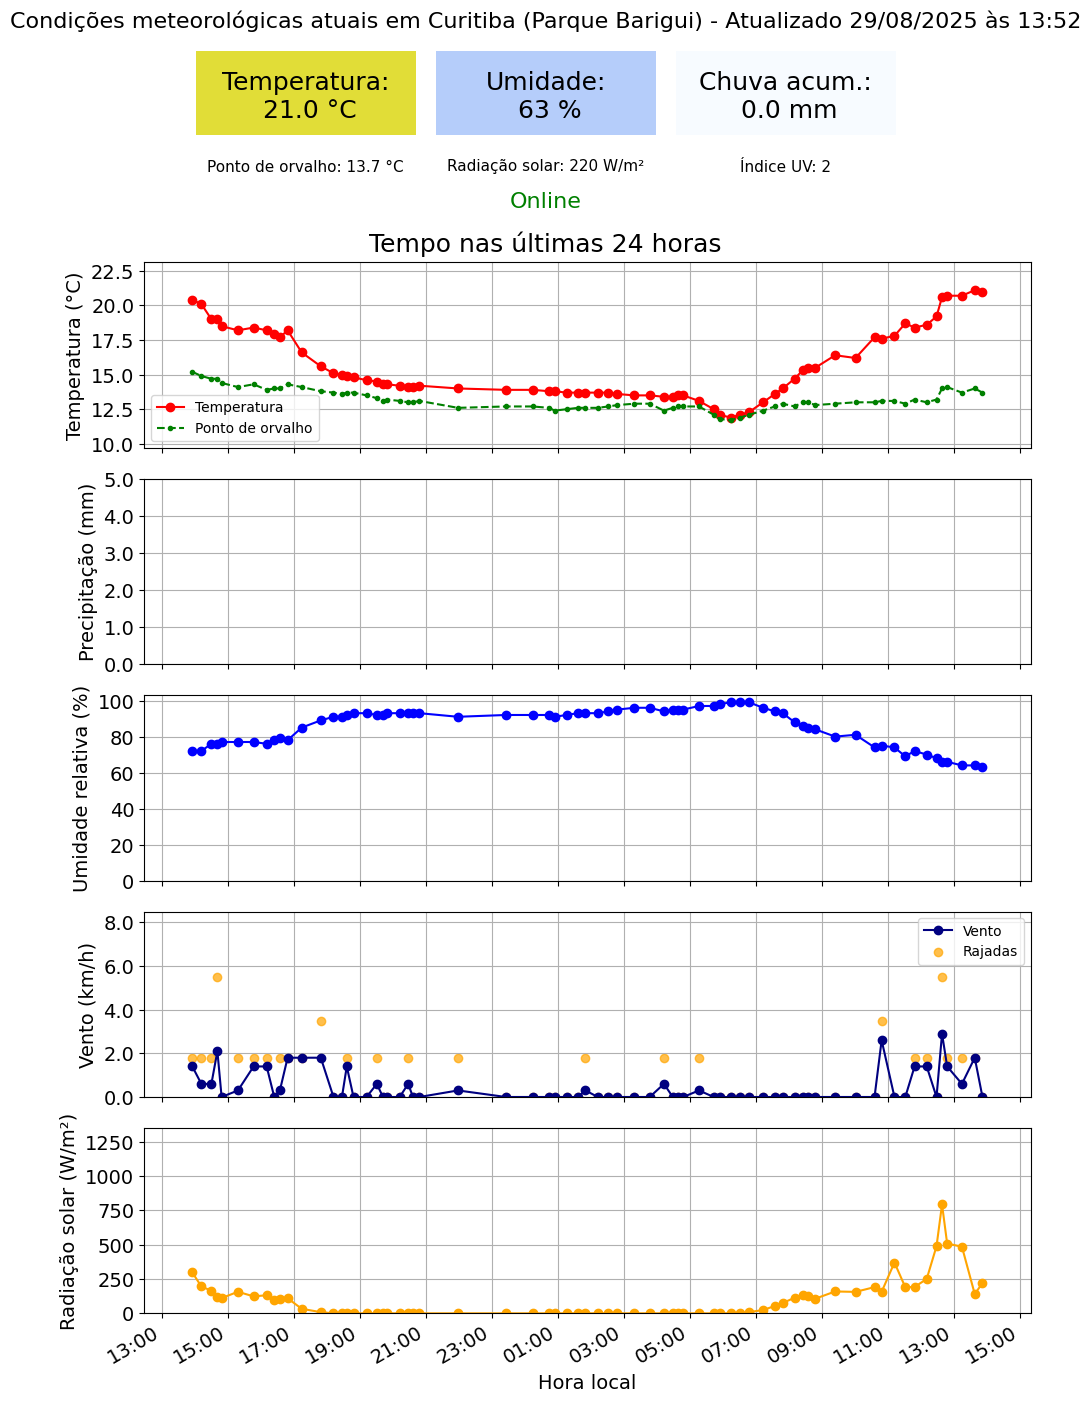 Condições meteorológicas atuais em Curitiba (Parque Barigui) - Atualizado 29/08/2025 às 13:52
Temperatura:
21.0 °C
Umidade:
63 %
Chuva acum.:
0.0 mm
Ponto de orvalho: 13.7 °C
Radiação solar: 220 W/m²
Índice UV: 2
Online
Tempo nas últimas 24 horas
Temperatura (°C)
22.5
20.0
17.5
15.0
12.5
10.0
Temperatura
Ponto de orvalho
Precipitação (mm)
5.0
4.0
3.0
2.0
1.0
0.0
Umidade relativa (%)
100
80
60
40
20
0
Vento (km/h)
8.0
6.0
4.0
2.0
0.0
Vento
Rajadas
Radiação solar (W/m²)
1250
1000
750
500
250
0
13:00 15:00 17:00 19:00 21:00 23:00 01:00 03:00 05:00 07:00 09:00 11:00 13:00 15:00
Hora local